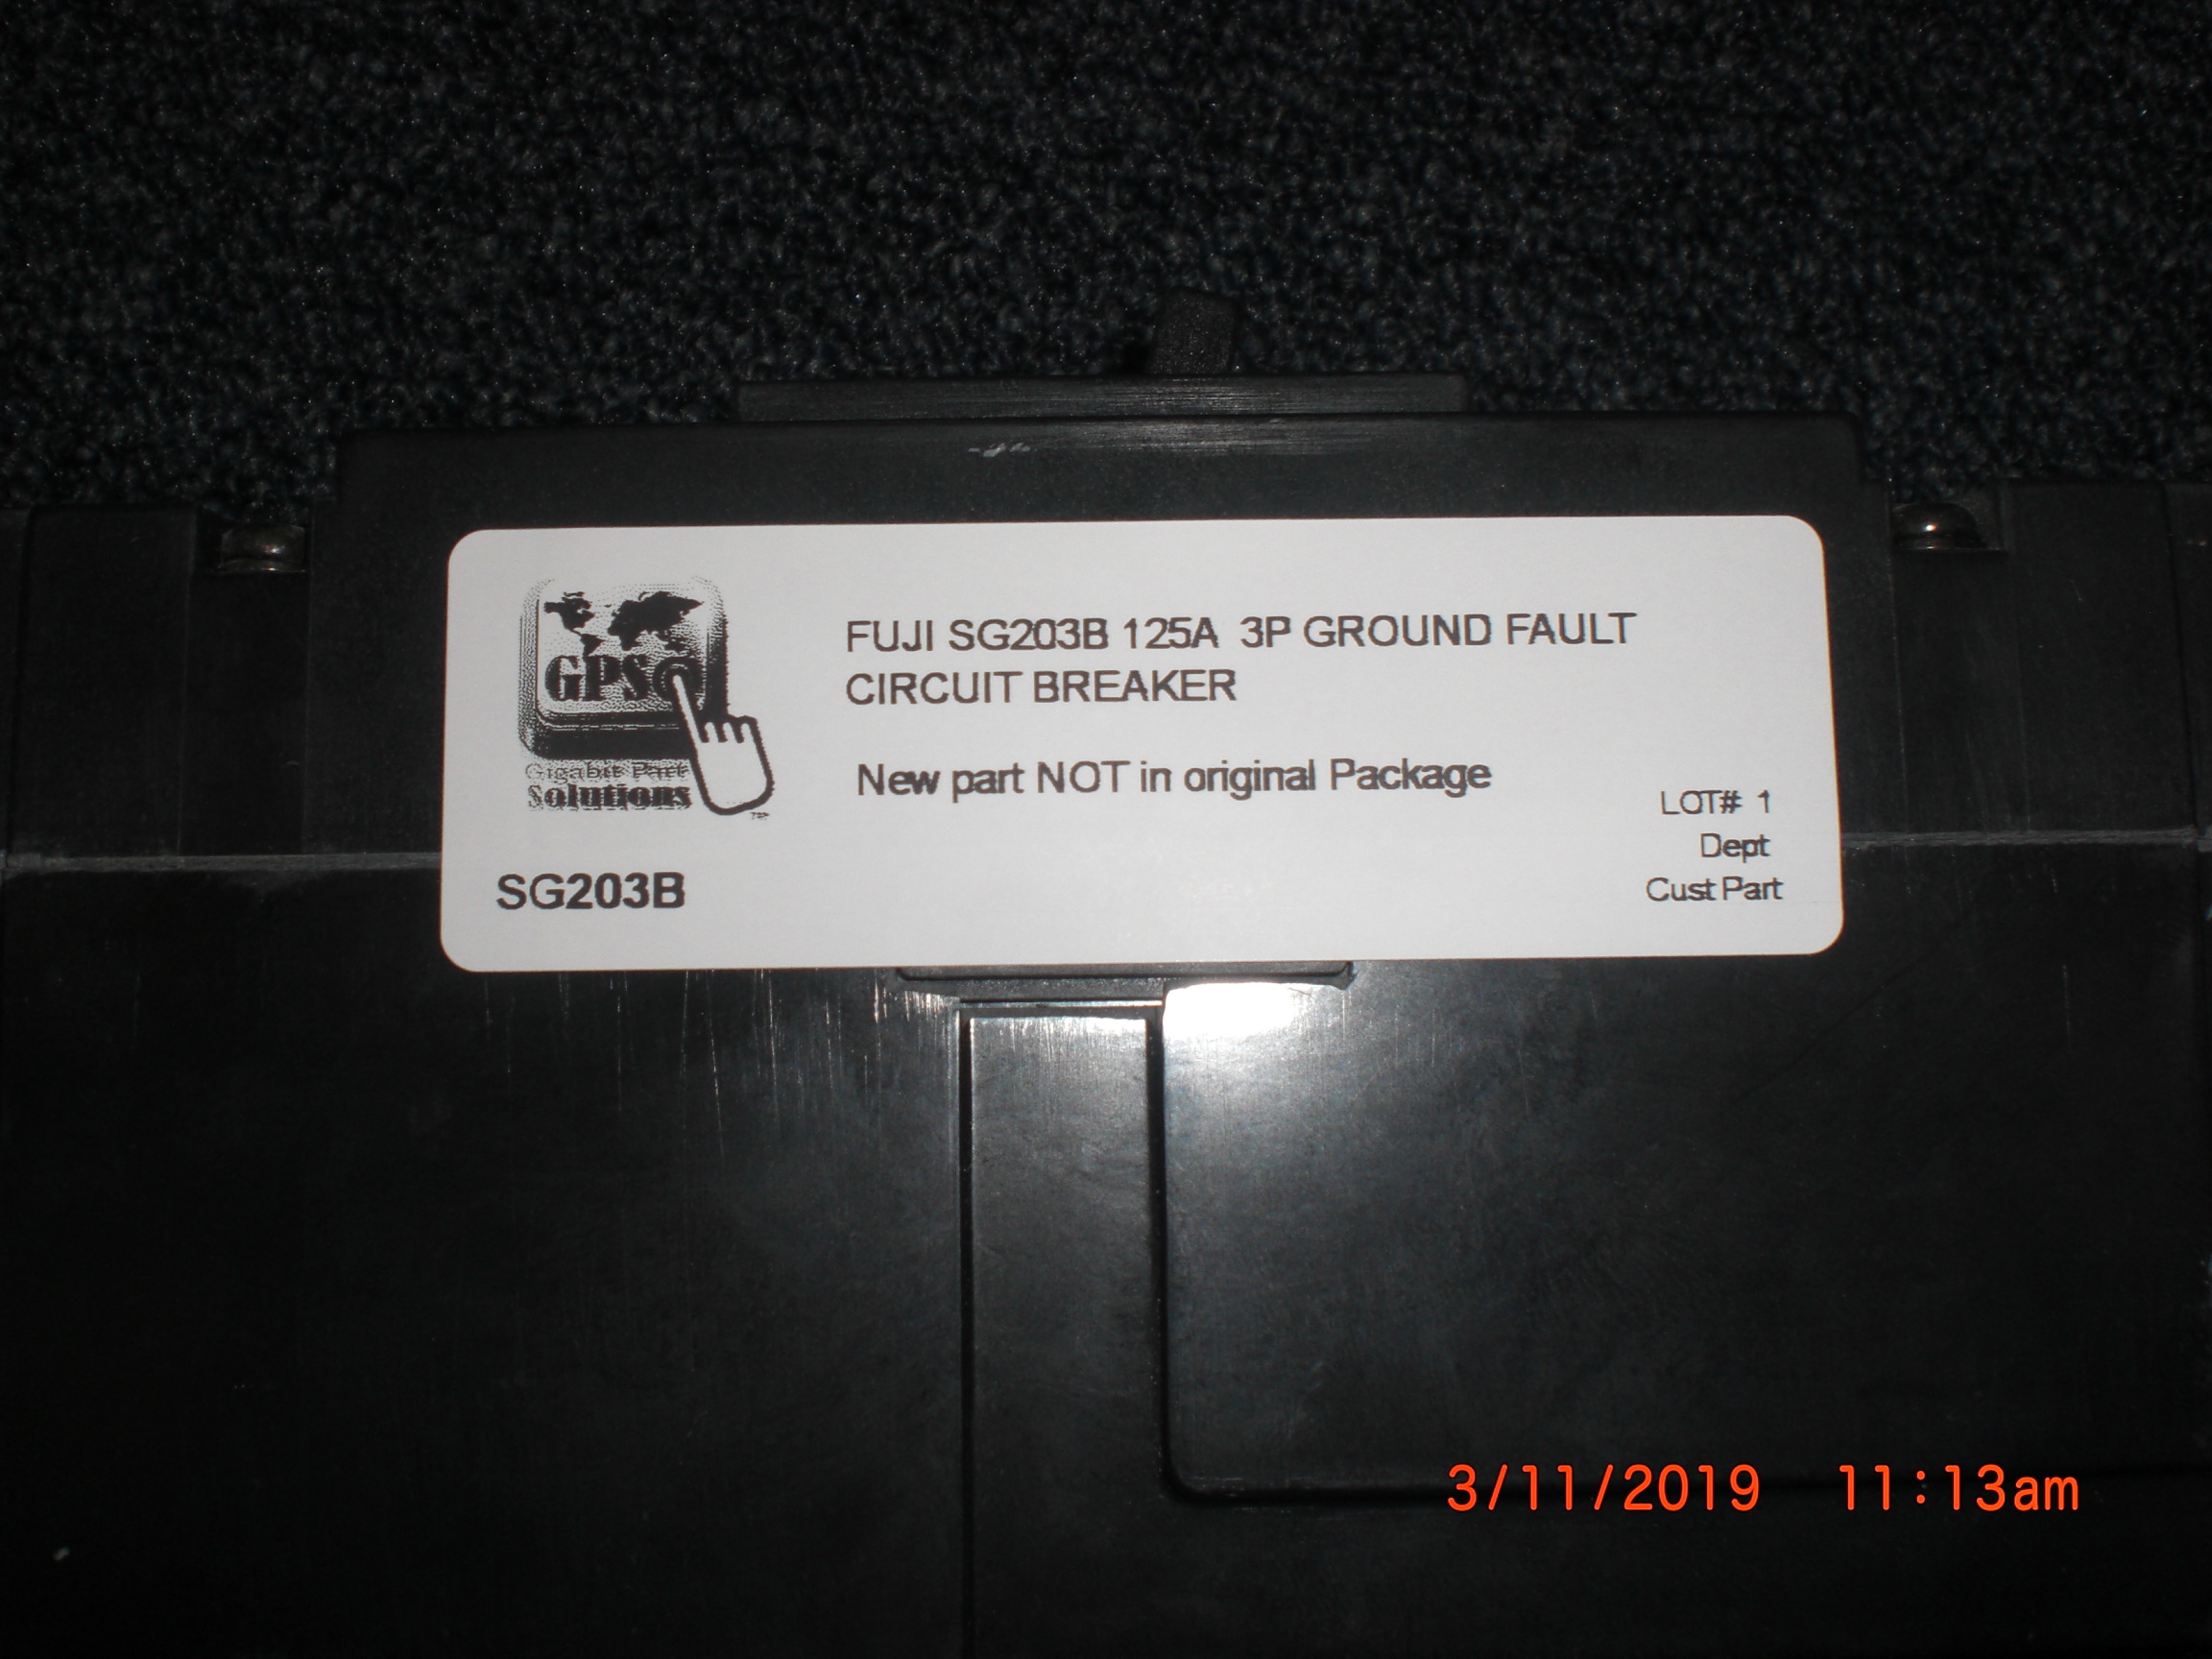 GPS
Gigabit Part
Solutions
FUJI SG203B 125A 3P GROUND FAULT
CIRCUIT BREAKER
New part NOT in original Package
LOT# 1
Dept
Cust Part
SG203B
3/11/2019 11:13am